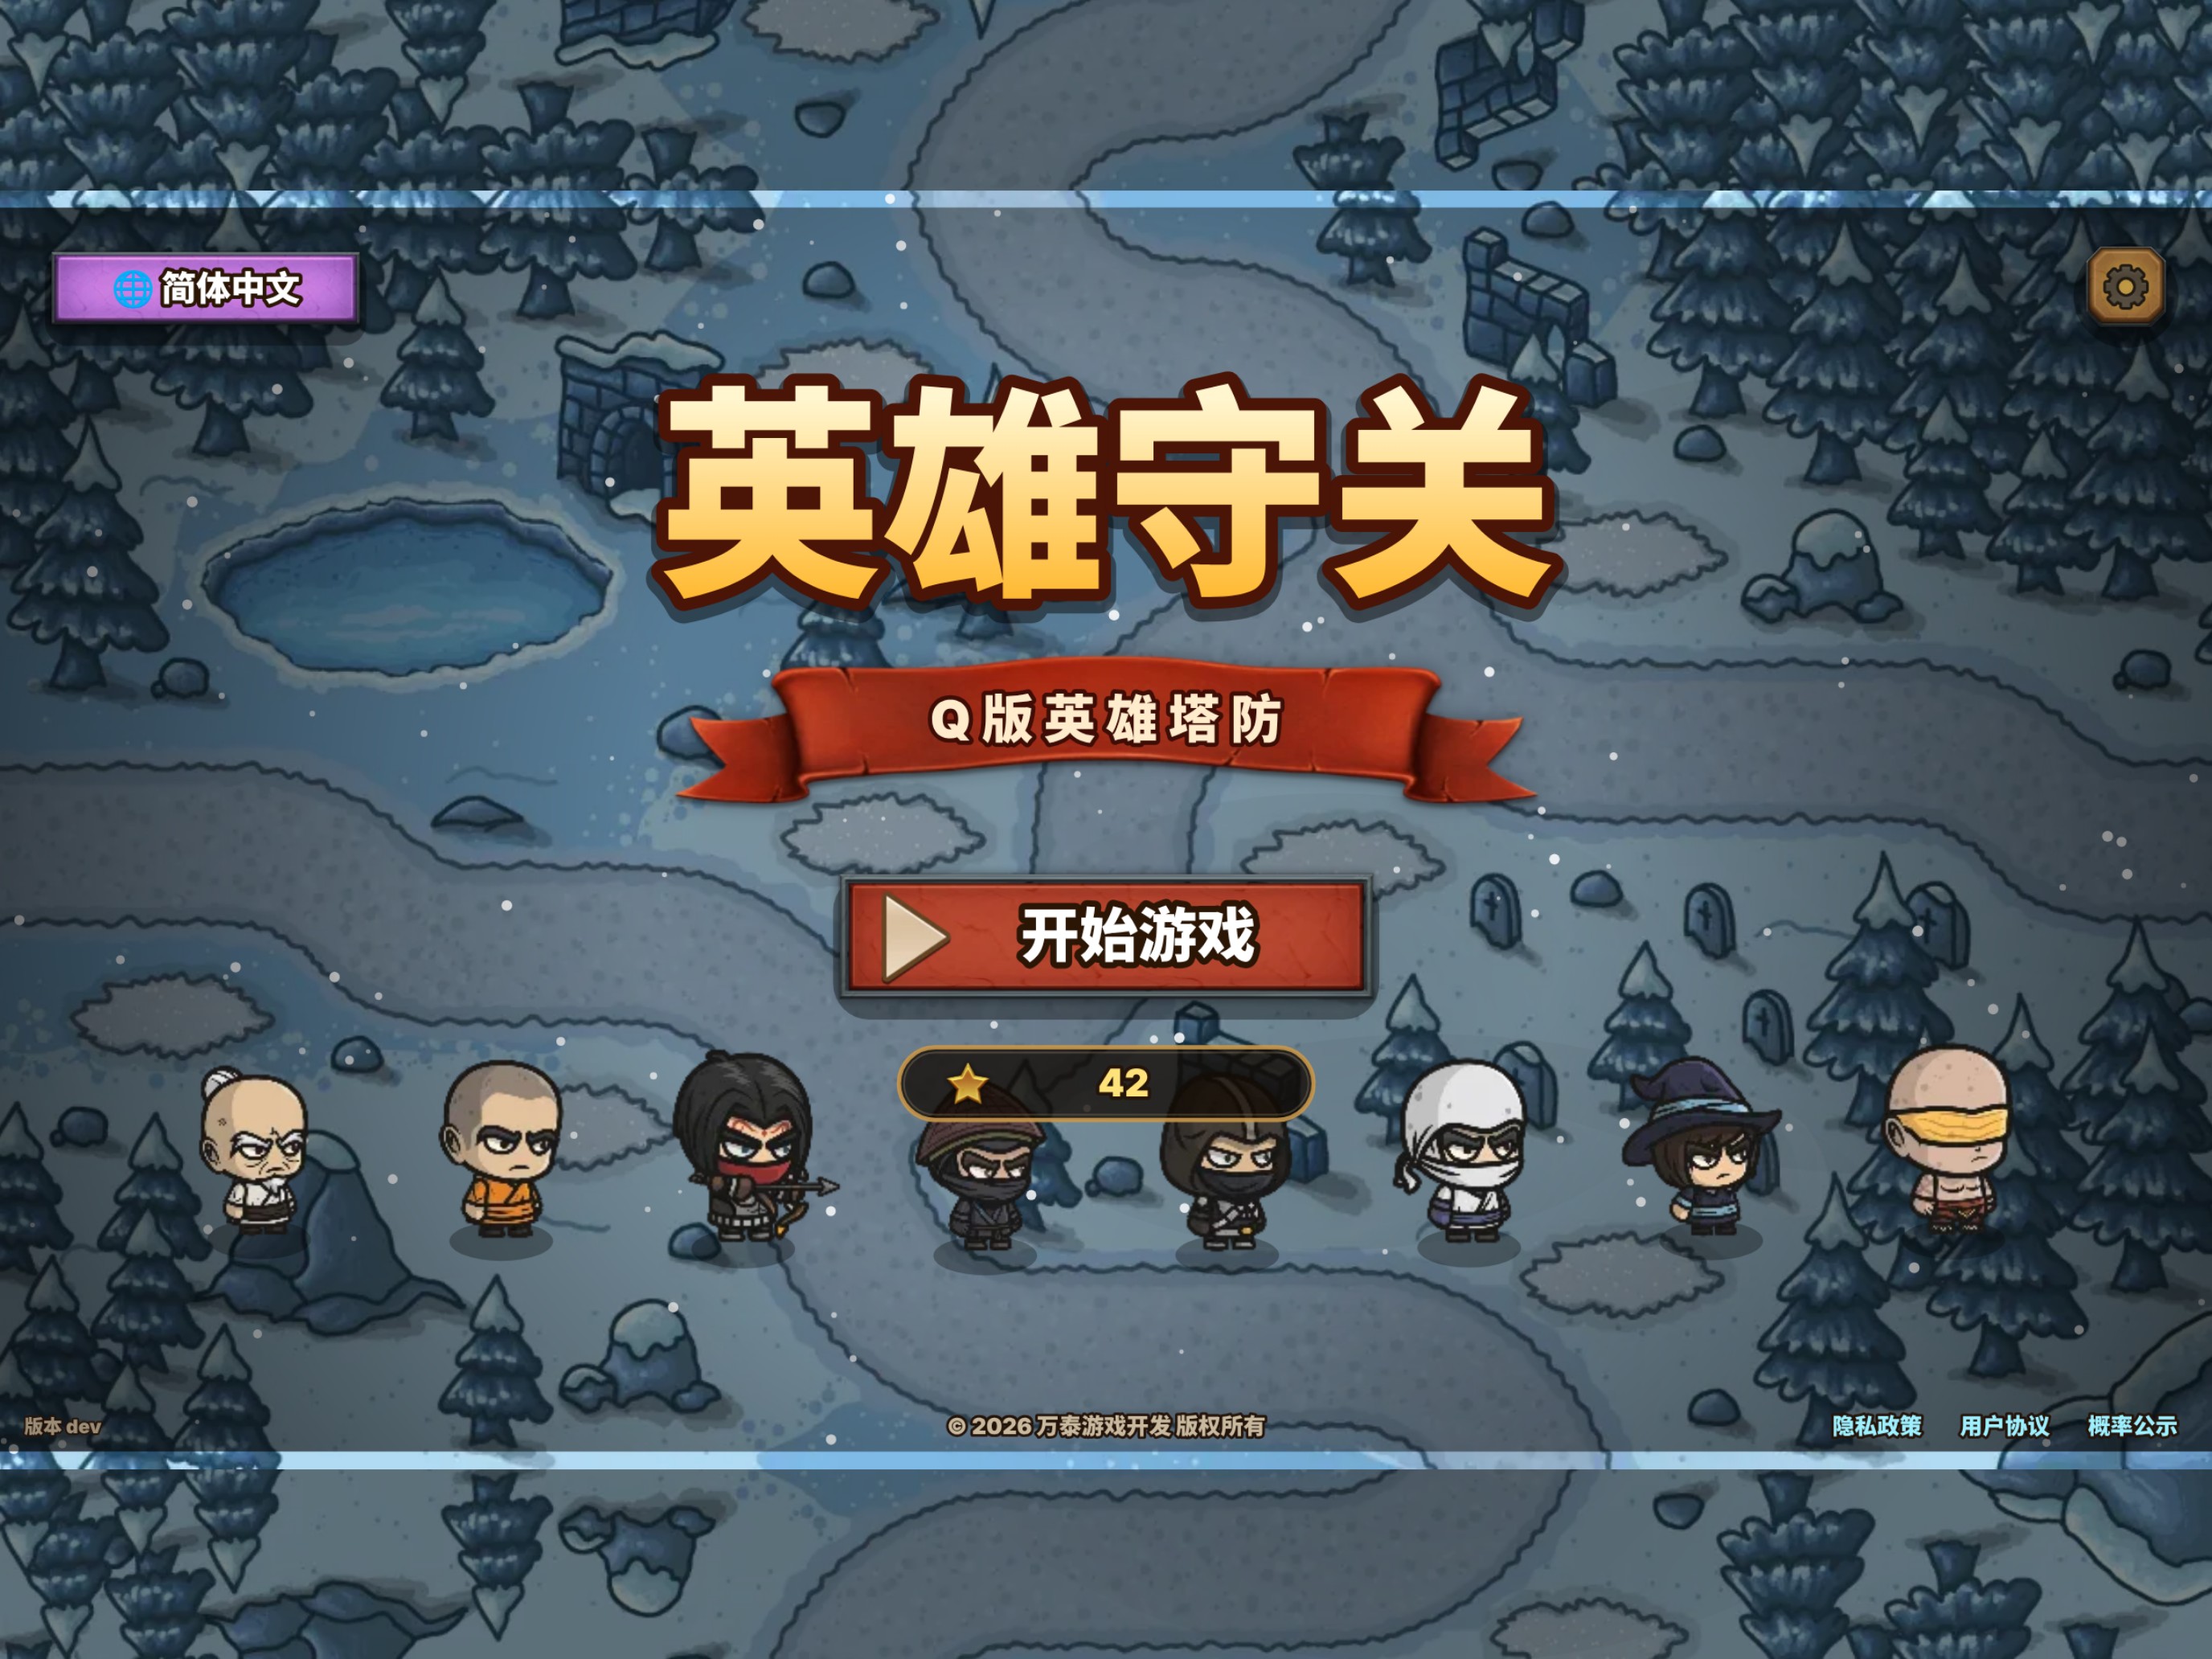 简体中文
英雄守关
Q版英雄塔防
开始游戏
42
版本 dev
© 2026 万泰游戏开发 版权所有
隐私政策 用户协议 概率公示